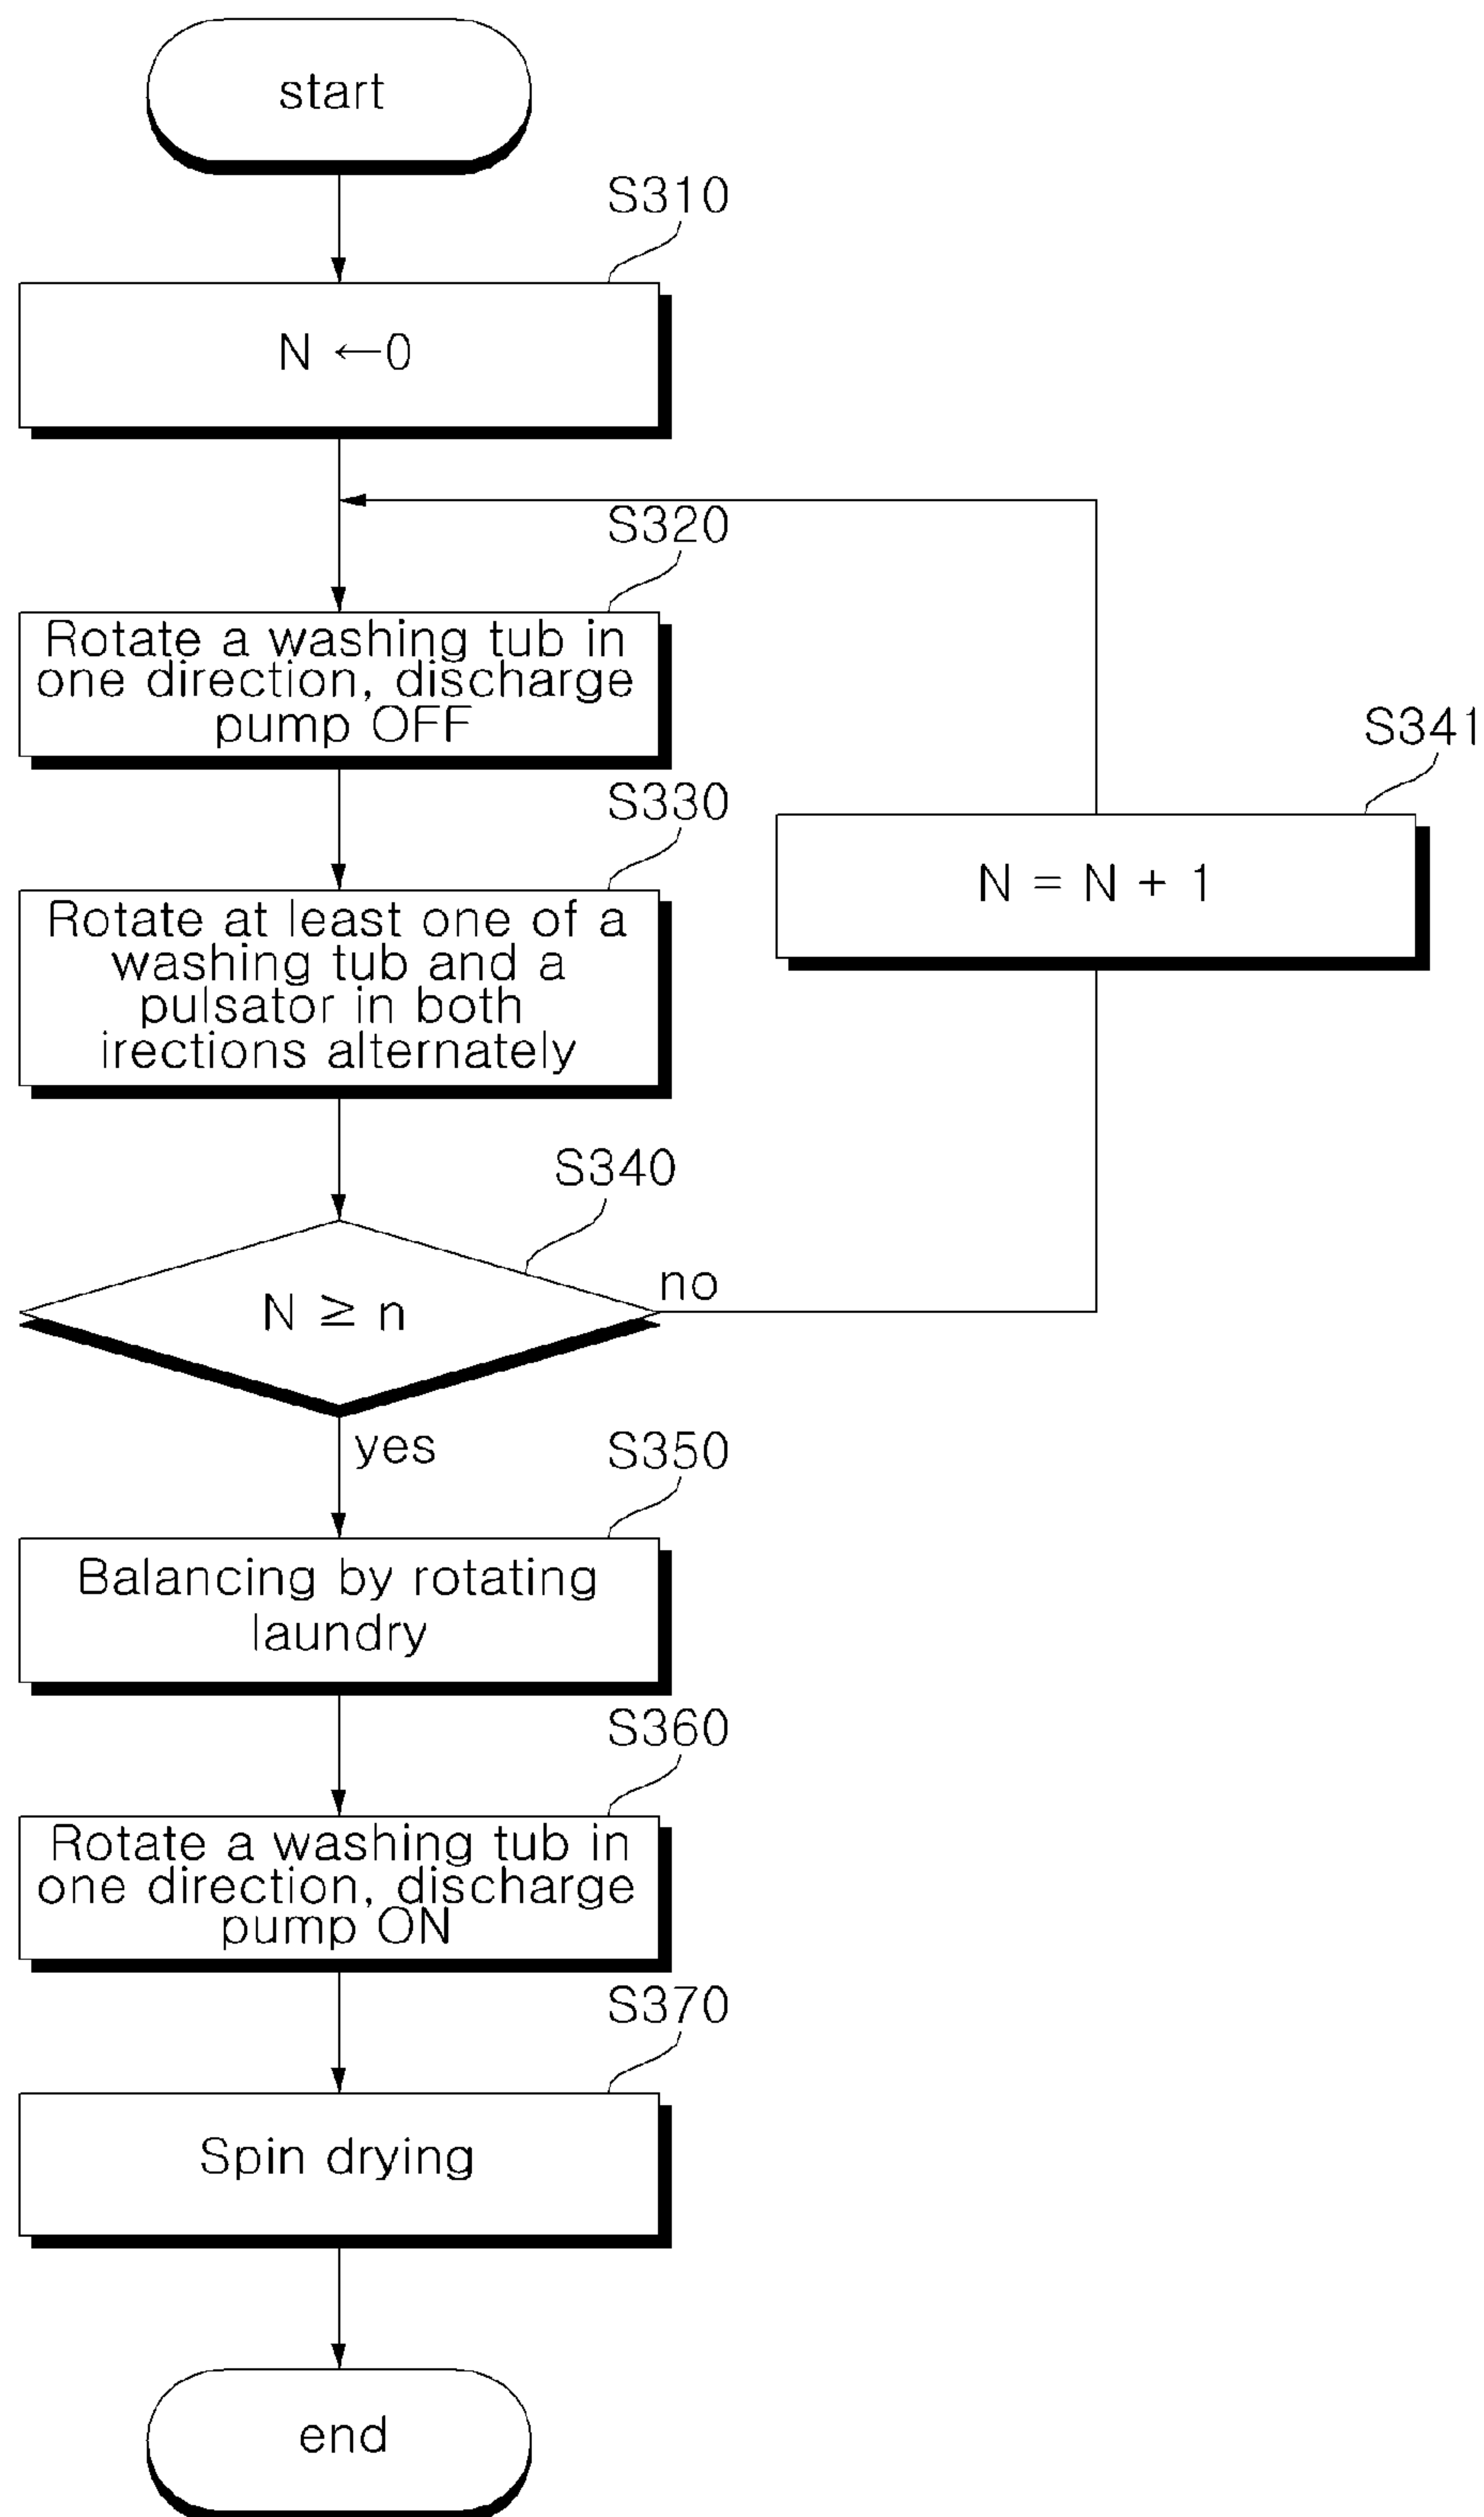 start
S310
N ←0
S320
Rotate a washing tub in
one direction, discharge
pump OFF
S341
N = N + 1
S330
Rotate at least one of a
washing tub and a
pulsator in both
irections alternately
S340
N ≥ n
no
yes
S350
Balancing by rotating
laundry
S360
Rotate a washing tub in
one direction, discharge
pump ON
S370
Spin drying
end